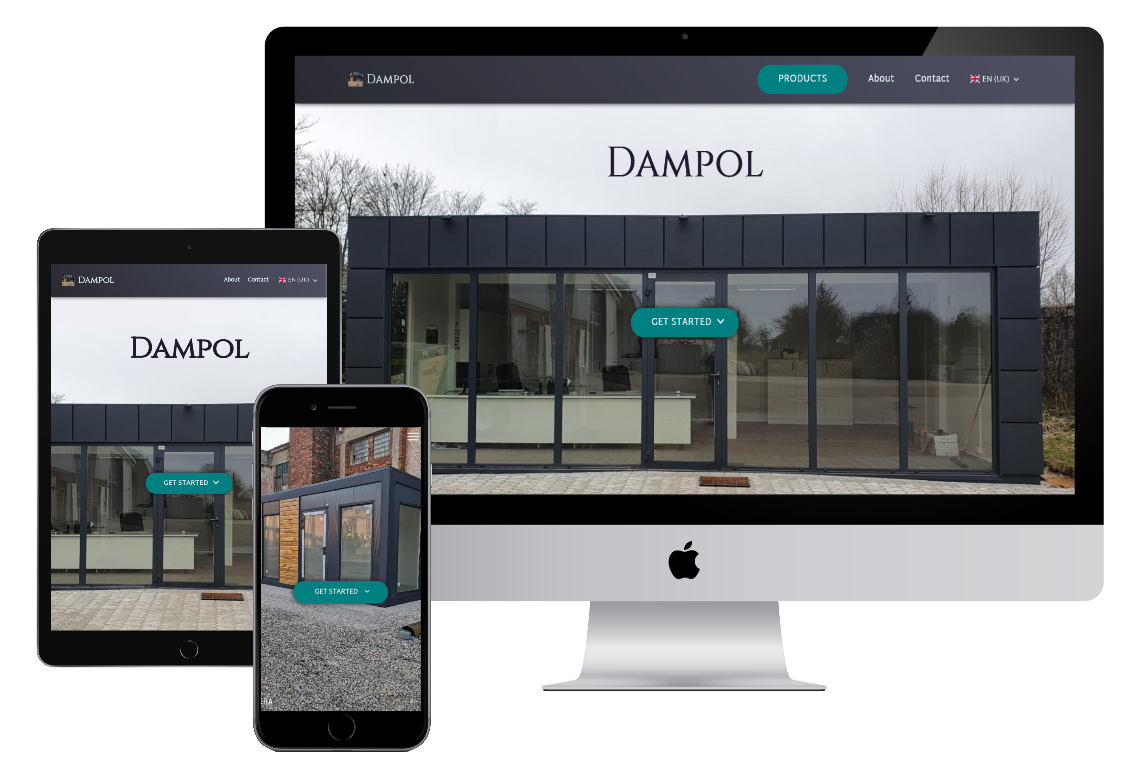 DAMPOL
PRODUCTS
About
Contact
EN (UK)
DAMPOL
GET STARTED
DAMPOL
About
Contact
EN (UK)
DAMPOL
GET STARTED
GET STARTED